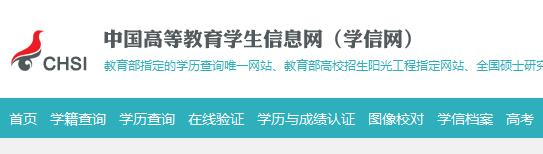 中国高等教育学生信息网（学信网）
CHSI
教育部指定的学历查询唯一网站、教育部高校招生阳光工程指定网站、全国硕士研
首页 学籍查询 学历查询 在线验证 学历与成绩认证 图像校对 学信档案 高考